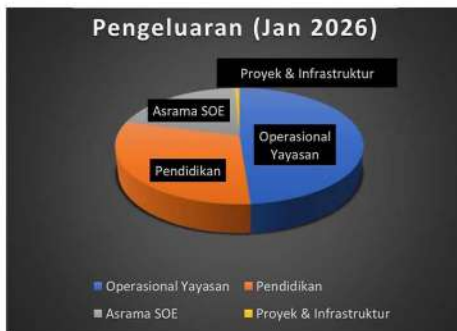 Pengeluaran (Jan 2026)
Proyek & Infrastruktur
Asrama SOE
Operasional
Yayasan
Pendidikan
Operasional Yayasan
Pendidikan
Asrama SOE
Proyek & Infrastruktur